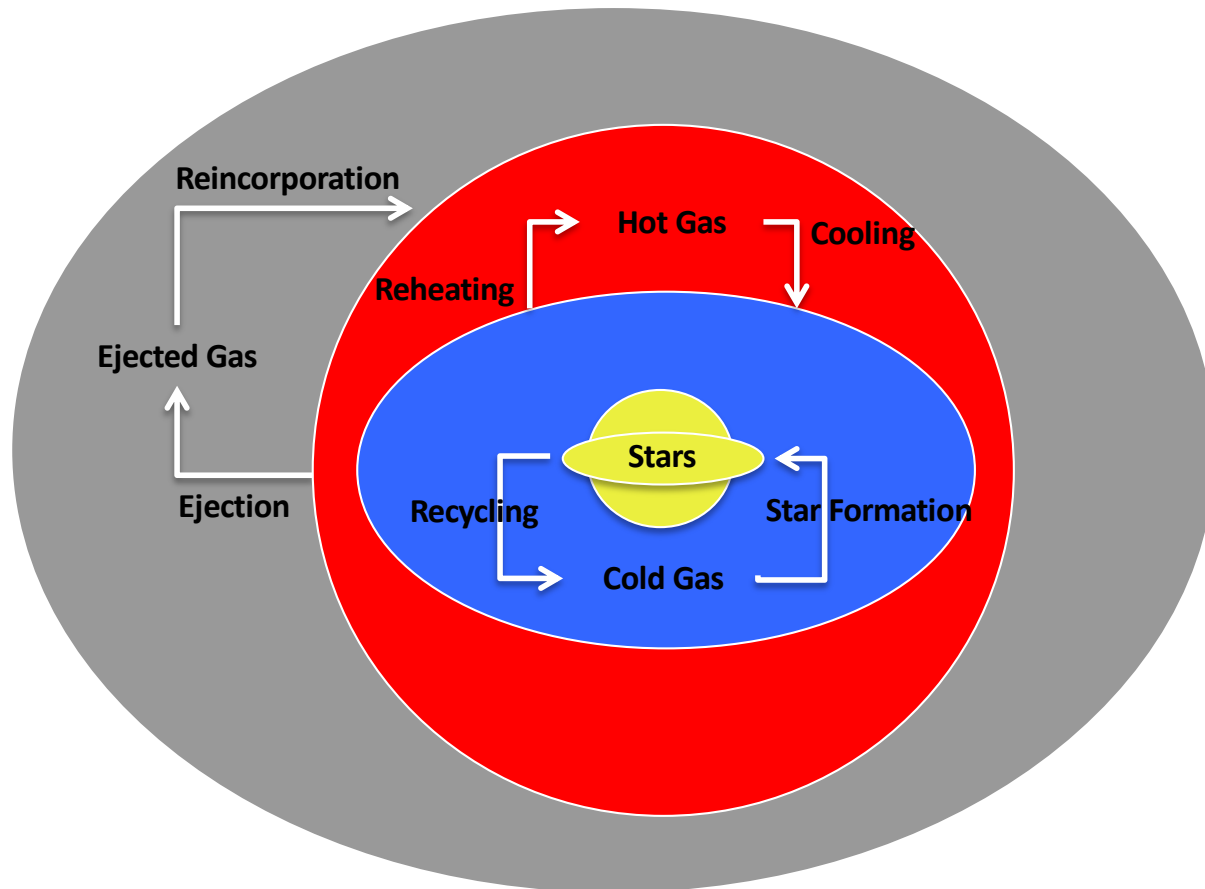 Reincorporation
Hot Gas
Cooling
Reheating
Ejected Gas
Stars
Ejection
Recycling
Star Formation
Cold Gas